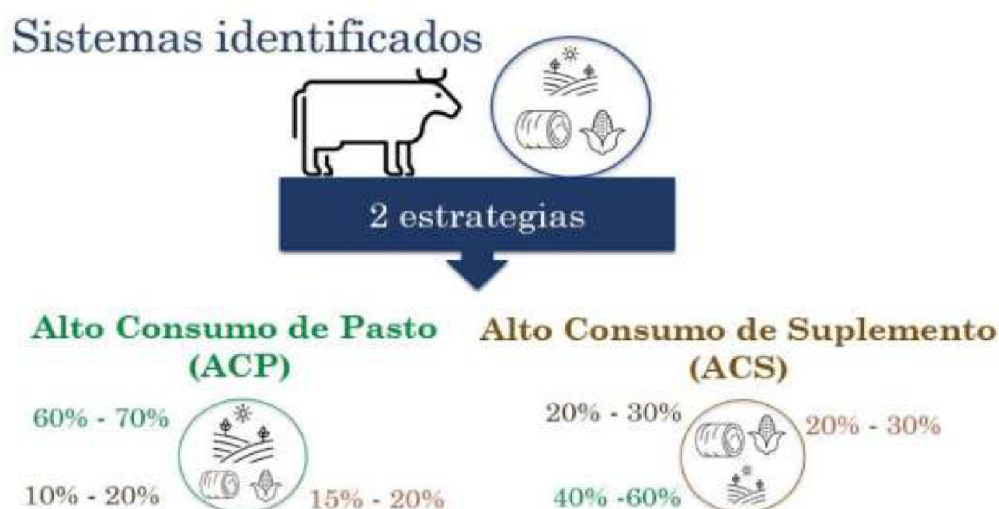 Sistemas identificados
2 estrategias
Alto Consumo de Pasto
(ACP)
60% - 70%
10% - 20%
15% - 20%
Alto Consumo de Suplemento
(ACS)
20% - 30%
20% - 30%
40% -60%